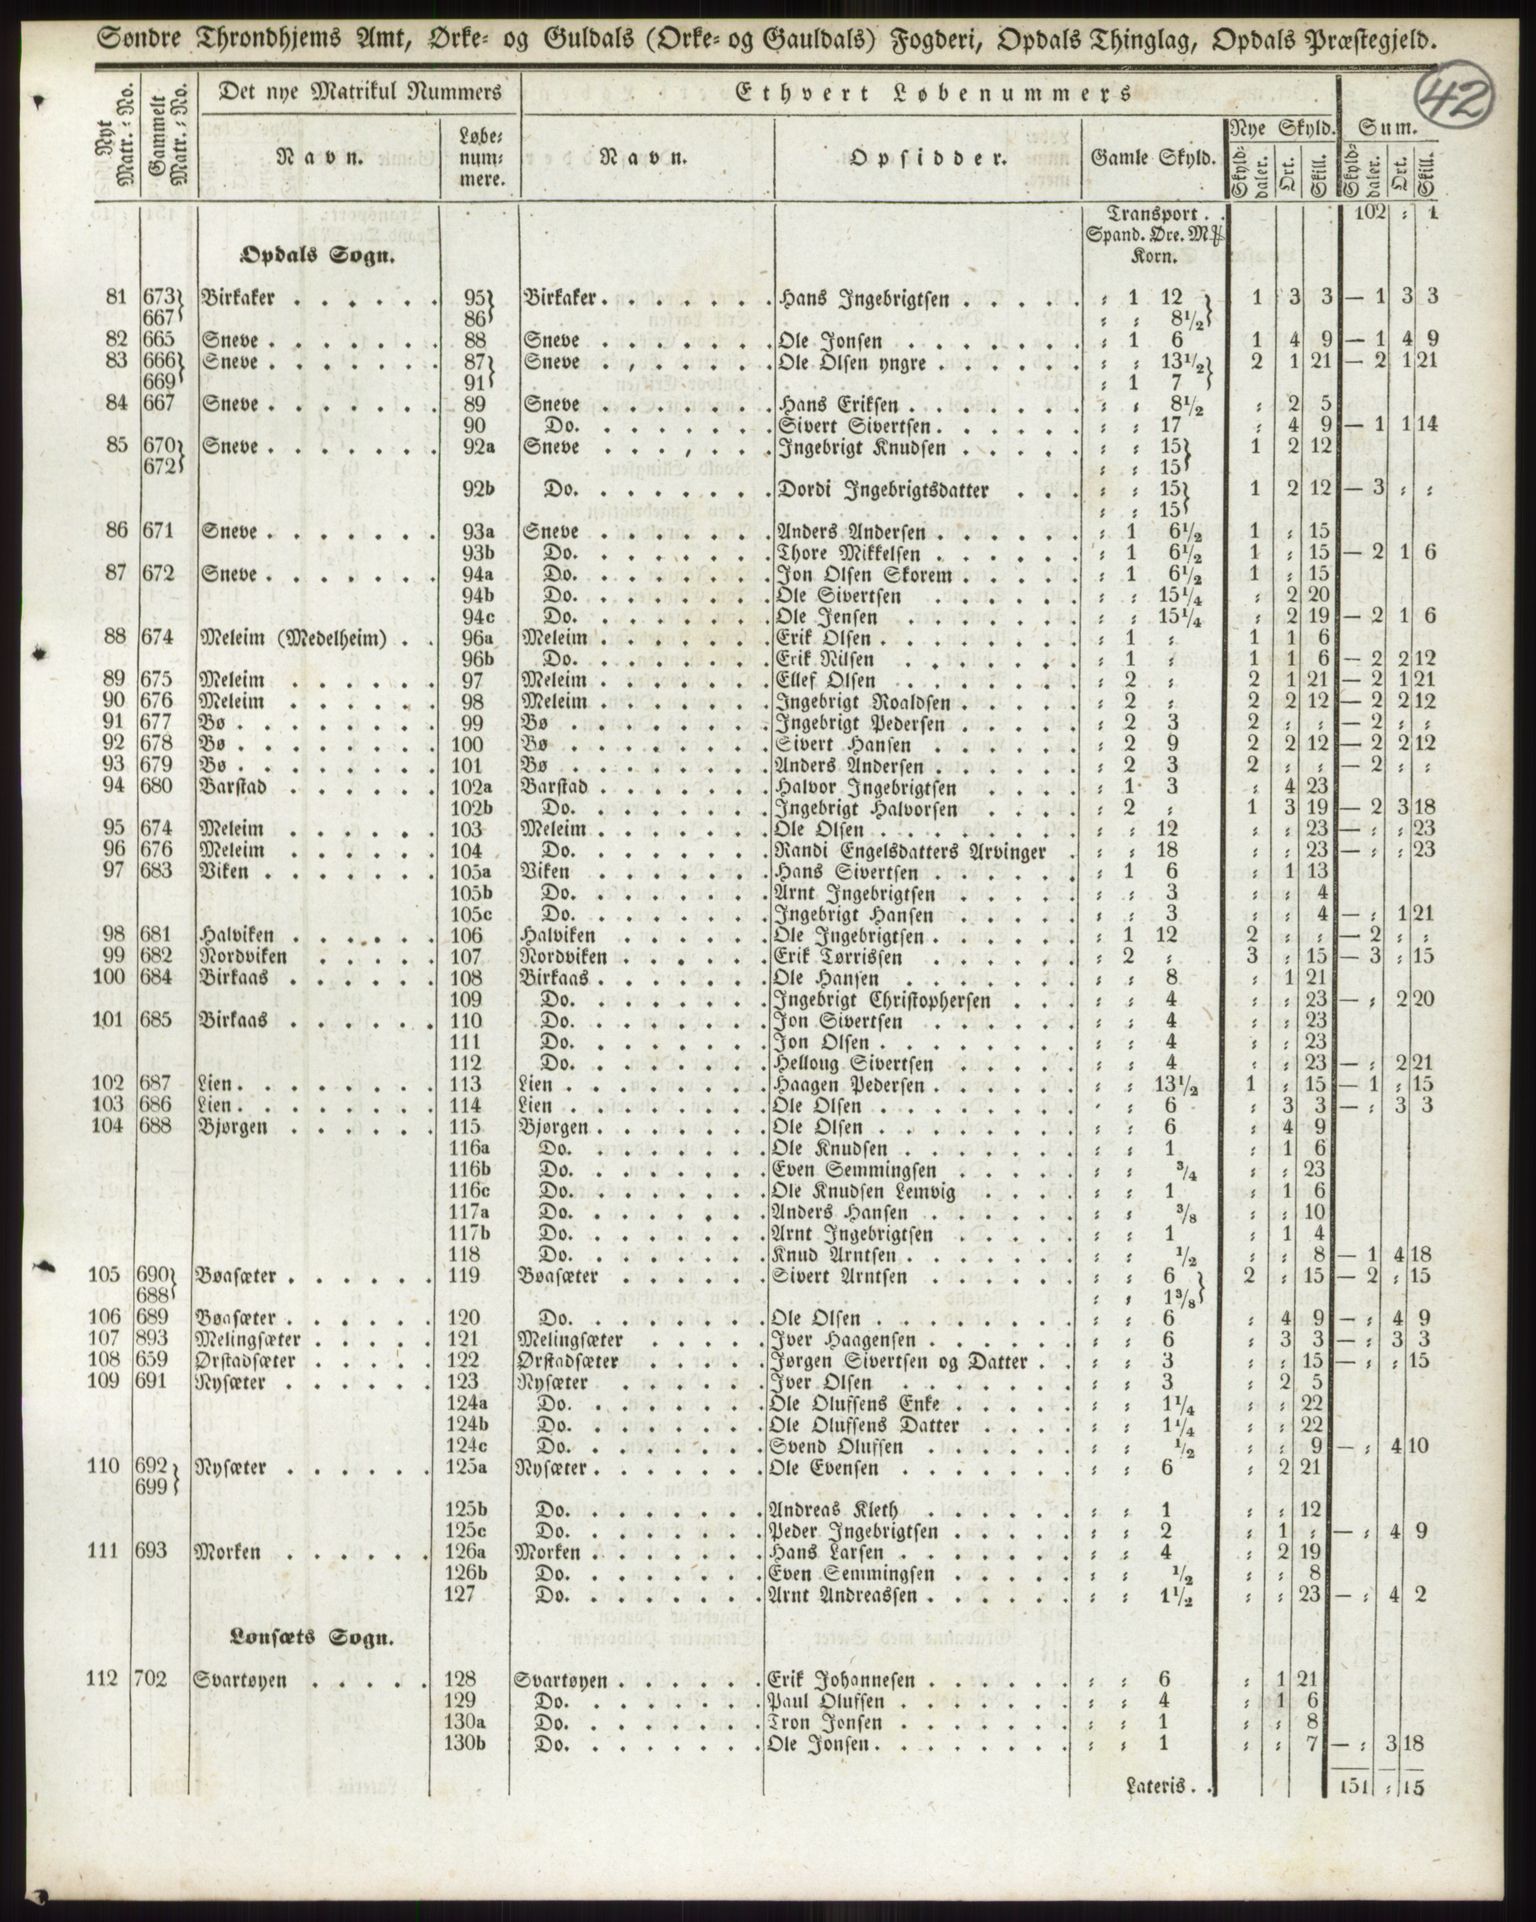 Søndre Throndhjems Amt, Ørke- og Guldals (Orke- og Gauldals) Fogderi, Opdals Thinglag, Opdals Præstegjeld.
42
Nyt Matr.-No. Gammelt Matr.-No. Det nye Matrikul Nummers Ethvert Løbenummers
Navn. Løbe-nummere. Navn. Opsidder. Gamle Skyld. Nye Skyld. Sum.
Skylddaler. Ort. Skill. Skylddaler. Ort. Skill.
Transport . . 102 : 1
Spand. Øre. M℔
Opdals Sogn. Korn.
81 673} Birkaker . . . . . . 95} Birkaker . . . . . . . Hans Ingebrigtsen . . . . . : 1 12 } 1 3 3 — 1 3 3
667} 86} : : 8½}
82 665 Sneve . . . . . . . 88 Sneve . . . . . . . Ole Jonsen . . . . . . . : 1 6 1 4 9 — 1 4 9
83 666} Sneve . . . . . . . 87} Sneve . . . . . . . Ole Olsen yngre . . . . . . : : 13½} 2 1 21 — 2 1 21
669} 91} : 1 7 }
84 667 Sneve . . . . . . . 89 Sneve . . . . . . . Hans Eriksen . . . . . . . : : 8½ : 2 5
90 Do. . . . . . . . Sivert Sivertsen . . . . . . : : 17 : 4 9 — 1 1 14
85 670} Sneve . . . . . . . 92a Sneve . . . . . . . Ingebrigt Knudsen . . . . . : : 15} 1 2 12
672} : : 15}
92b Do. . . . . . . . Dordi Ingebrigtsdatter . . . : : 15} 1 2 12 — 3 : :
: : 15}
86 671 Sneve . . . . . . . 93a Sneve . . . . . . . Anders Andersen . . . . . . : 1 6½ 1 : 15
93b Do. . . . . . . . Thore Mikkelsen . . . . . . : 1 6½ 1 : 15 — 2 1 6
87 672 Sneve . . . . . . . 94a Do. . . . . . . . Jon Olsen Skorem . . . . . : 1 6½ 1 : 15
94b Do. . . . . . . . Ole Sivertsen . . . . . . : : 15¼ : 2 20
94c Do. . . . . . . . Ole Jensen . . . . . . . : : 15¼ : 2 19 — 2 1 6
88 674 Meleim (Medelheim) . . 96a Meleim . . . . . . . Erik Olsen . . . . . . . . : 1 : 1 1 6
96b Do. . . . . . . . Erik Nilsen . . . . . . . : 1 : 1 1 6 — 2 2 12
89 675 Meleim . . . . . . 97 Meleim . . . . . . . Ellef Olsen . . . . . . . : 2 : 2 1 21 — 2 1 21
90 676 Meleim . . . . . . 98 Meleim . . . . . . . Ingebrigt Roaldsen . . . . . : 2 : 2 2 12 — 2 2 12
91 677 Bø . . . . . . . . 99 Bø . . . . . . . . Ingebrigt Pedersen . . . . . : 2 3 2 : : — 2 : :
92 678 Bø . . . . . . . . 100 Bø . . . . . . . . Sivert Hansen . . . . . . : 2 9 2 2 12 — 2 2 12
93 679 Bø . . . . . . . . 101 Bø . . . . . . . . Anders Andersen . . . . . . : 2 3 2 : : — 2 : :
94 680 Barstad . . . . . . 102a Barstad . . . . . . . Halvor Ingebrigtsen . . . . : 1 3 : 4 23
102b Do. . . . . . . . Ingebrigt Halvorsen . . . . : 2 : 1 3 19 — 2 3 18
95 674 Meleim . . . . . . 103 Meleim . . . . . . . Ole Olsen . . . . . . . . : : 12 : : 23 — : : 23
96 676 Meleim . . . . . . 104 Do. . . . . . . . Randi Engelsdatters Arvinger . : : 18 : : 23 — : : 23
97 683 Viken . . . . . . . 105a Viken . . . . . . . Hans Sivertsen . . . . . . : 1 6 : 1 13
105b Do. . . . . . . . Arnt Ingebrigtsen . . . . . : : 3 : : 4
105c Do. . . . . . . . Ingebrigt Hansen . . . . . : : 3 : : 4 — : 1 21
98 681 Halviken . . . . . . 106 Halviken . . . . . . Ole Ingebrigtsen . . . . . . : 1 12 2 : : — 2 : :
99 682 Nordviken . . . . . 107 Nordviken . . . . . . Erik Tørrissen . . . . . . : 2 : 3 : 15 — 3 : 15
100 684 Birkaas . . . . . . 108 Birkaas . . . . . . . Ole Hansen . . . . . . . : : 8 : 1 21
109 Do. . . . . . . . Ingebrigt Christophersen . . . : : 4 : : 23 — : 2 20
101 685 Birkaas . . . . . . 110 Do. . . . . . . . Jon Sivertsen . . . . . . : : 4 : : 23
111 Do. . . . . . . . Jon Olsen . . . . . . . . : : 4 : : 23
112 Do. . . . . . . . Helloug Sivertsen . . . . . : : 4 : : 23 — : 2 21
102 687 Lien . . . . . . . . 113 Lien . . . . . . . . Haagen Pedersen . . . . . . : : 13½ 1 : 15 — 1 : 15
103 686 Lien . . . . . . . . 114 Lien . . . . . . . . Ole Olsen . . . . . . . . : : 6 : 3 3 — : 3 3
104 688 Bjørgen . . . . . . 115 Bjørgen . . . . . . . Ole Olsen . . . . . . . . : : 6 : 4 9
116a Do. . . . . . . . Ole Knudsen . . . . . . . : : 1 : 1 6
116b Do. . . . . . . . Even Semmingsen . . . . . : : ¾ : : 23
116c Do. . . . . . . . Ole Knudsen Lemvig . . . . : : 1 : 1 6
117a Do. . . . . . . . Anders Hansen . . . . . . : : ⅜ : : 10
117b Do. . . . . . . . Arnt Ingebrigtsen . . . . . : : 1 : 1 4
118 Do. . . . . . . . Knud Arntsen . . . . . . . : : ½ : : 8 — 1 4 18
105 690} Bøasæter . . . . . . 119 Bøasæter . . . . . . Sivert Arntsen . . . . . . : : 6 } 2 : 15 — 2 : 15
688} : : 1⅜}
106 689 Bøasæter . . . . . . 120 Do. . . . . . . . Ole Olsen . . . . . . . . : : 6 : 4 9 — : 4 9
107 893 Melingsæter . . . . . 121 Melingsæter . . . . . Iver Haagensen . . . . . . : : 6 : 3 3 — : 3 3
108 659 Ørstadsæter . . . . . 122 Ørstadsæter . . . . . Jørgen Sivertsen og Datter . . : : 3 : : 15 — : : 15
109 691 Nysæter . . . . . . 123 Nysæter . . . . . . Iver Olsen . . . . . . . : : 3 : 2 5
124a Do. . . . . . . . Ole Olufsens Enke . . . . . : : 1¼ : : 22
124b Do. . . . . . . . Ole Olufsens Datter . . . . : : 1¼ : : 22
124c Do. . . . . . . . Svend Olufsen . . . . . . : : ½ : : 9 — : 4 10
110 692} Nysæter . . . . . . 125a Nysæter . . . . . . . Ole Evensen . . . . . . . : : 6 : 2 21
699}
125b Do. . . . . . . . Andreas Kleth . . . . . . : : 1 : : 12
125c Do. . . . . . . . Peder Ingebrigtsen . . . . . : : 2 : 1 : — : 4 9
111 693 Morken . . . . . . 126a Morken . . . . . . . Hans Larsen . . . . . . . : : 4 : 2 19
126b Do. . . . . . . . Even Semmingsen . . . . . : : ½ : : 8
127 Do. . . . . . . . Arnt Andreassen . . . . . . : : 1½ : : 23 — : 4 2
Lønsæts Sogn.
112 702 Svartøyen . . . . . 128 Svartøyen . . . . . . Erik Johannesen . . . . . . : : 6 : 1 21
129 Do. . . . . . . . Paul Olufsen . . . . . . . : : 4 : 1 6
130a Do. . . . . . . . Tron Jonsen . . . . . . . : : 1 : : 8
130b Do. . . . . . . . Ole Jonsen . . . . . . . . : : 1 : : 7 — : 3 18
Lateris . . 151 : 15